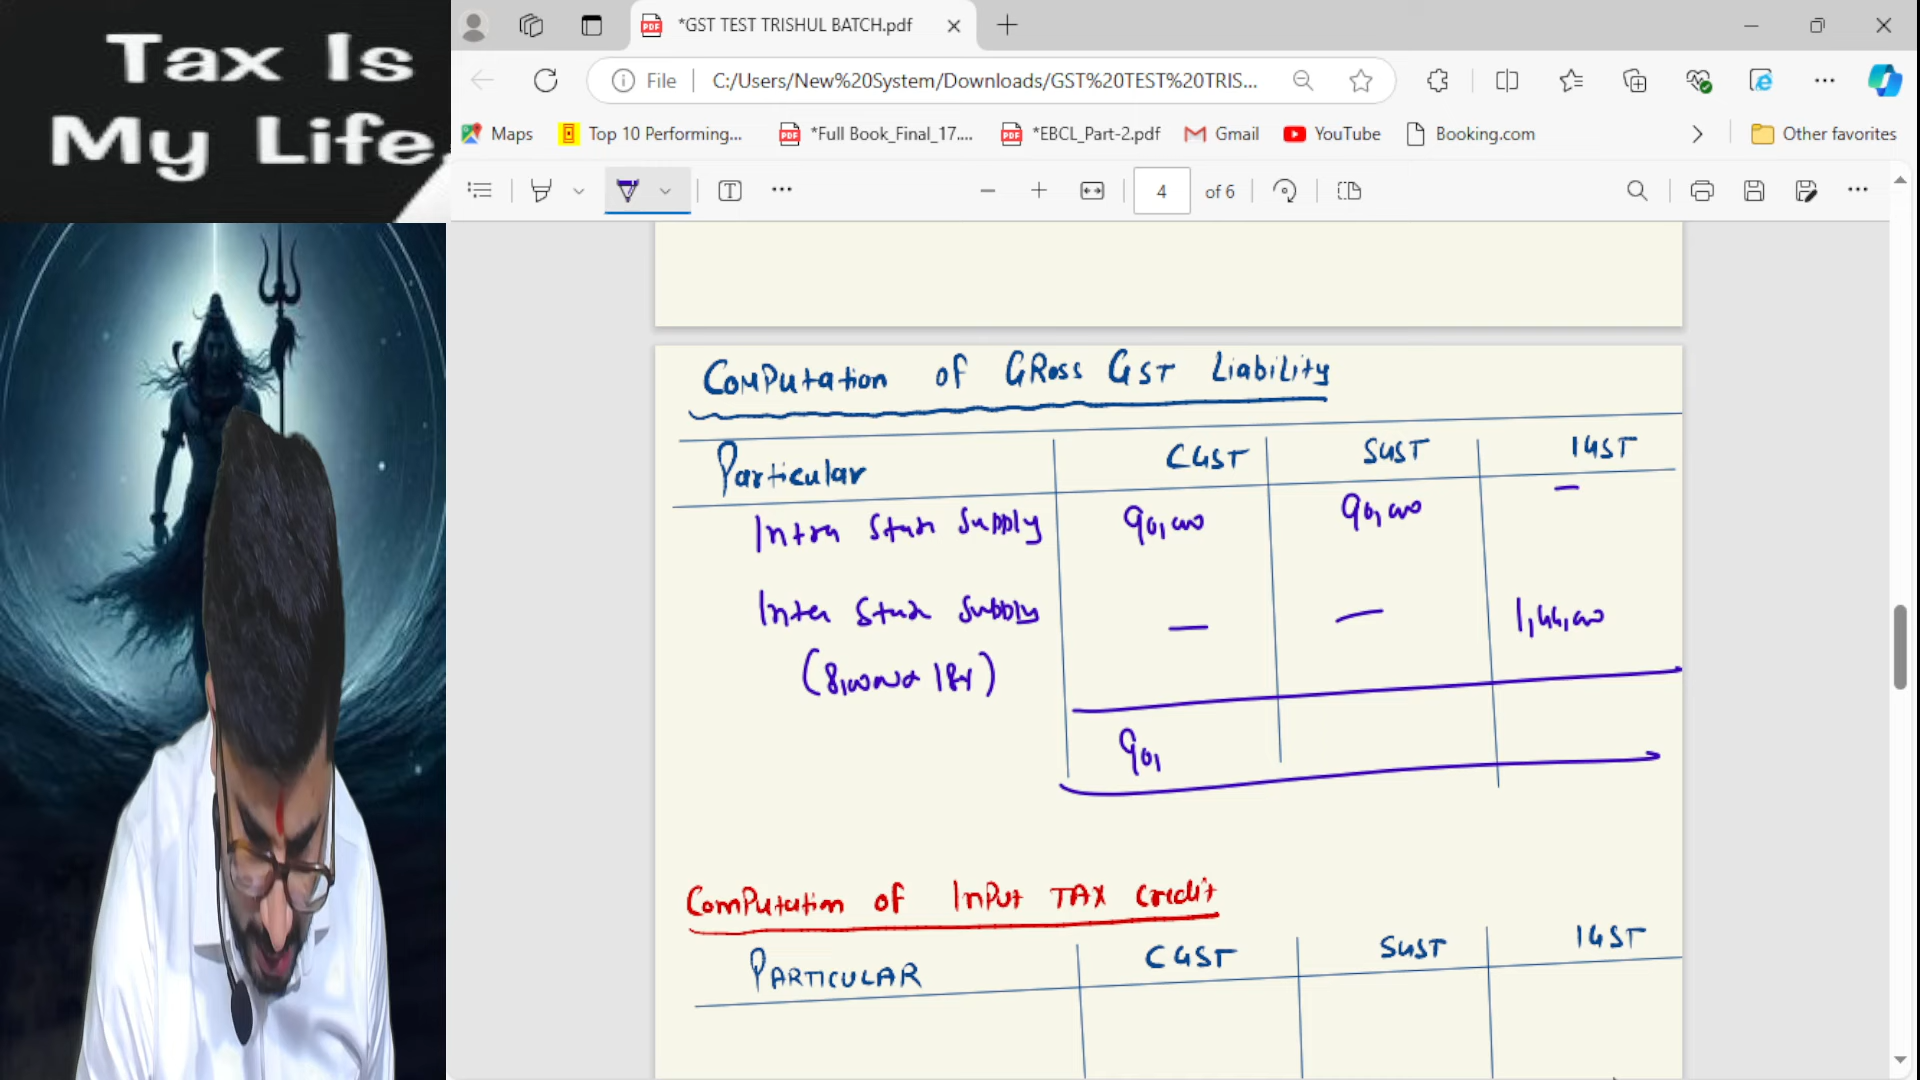 Tax Is
My Life.
*GST TEST TRISHUL BATCH.pdf
File
C:/Users/New%20System/Downloads/GST%20TEST%20TRIS...
Maps
Top 10 Performing...
*Full Book_Final_17....
*EBCL_Part-2.pdf
Gmail
YouTube
Booking.com
Other favorites
4 of 6
Computation of GRoss GST Liability
Particular CGST SGST IGST
Intra State Supply 90,000 90,000 —
Inter State Supply — — 1,44,000
(8,00,000 x 18%)
90,
Computation of InPut TAX Credit
PARTICULAR CGST SGST IGST